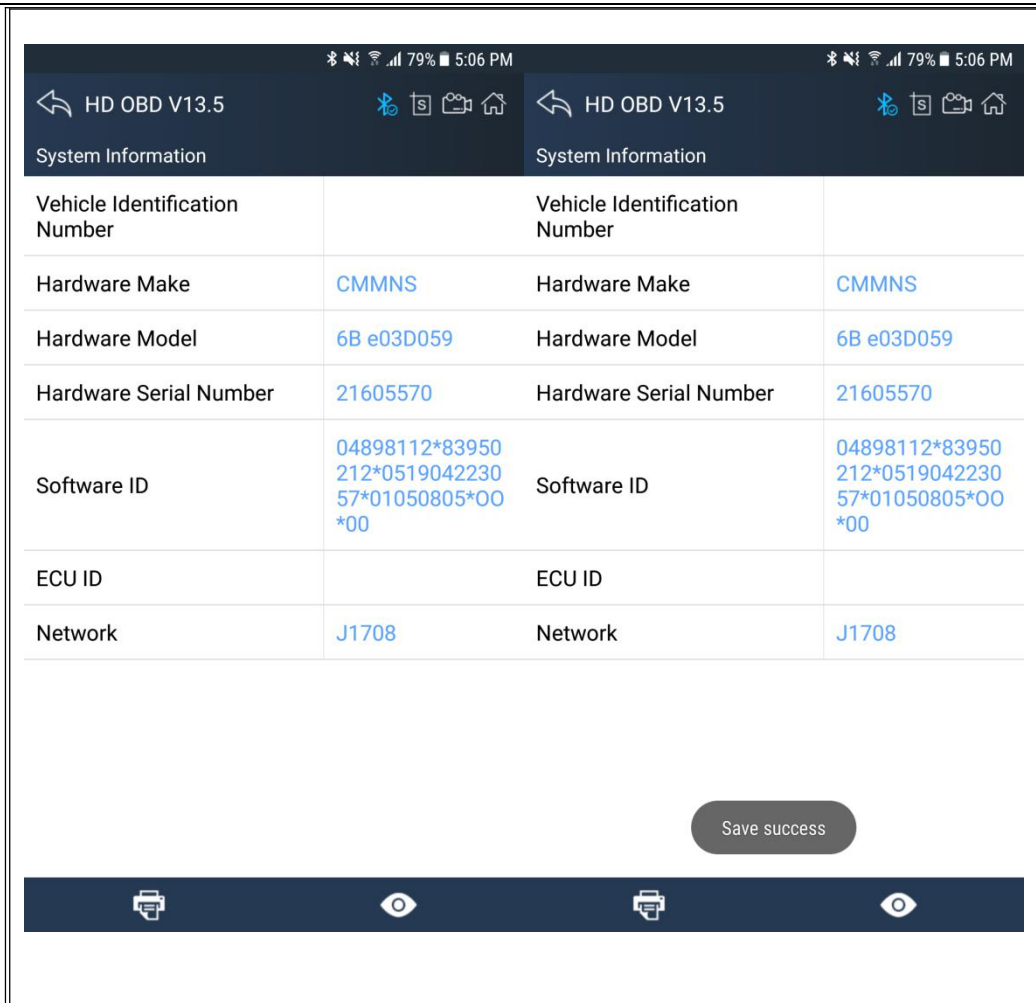 79% 5:06 PM
HD OBD V13.5
System Information
Vehicle Identification
Number
Hardware Make
CMMNS
Hardware Model
6B e03D059
Hardware Serial Number
21605570
Software ID
04898112*83950
212*0519042230
57*01050805*OO
*00
ECU ID
Network
J1708
79% 5:06 PM
HD OBD V13.5
System Information
Vehicle Identification
Number
Hardware Make
CMMNS
Hardware Model
6B e03D059
Hardware Serial Number
21605570
Software ID
04898112*83950
212*0519042230
57*01050805*OO
*00
ECU ID
Network
J1708
Save success